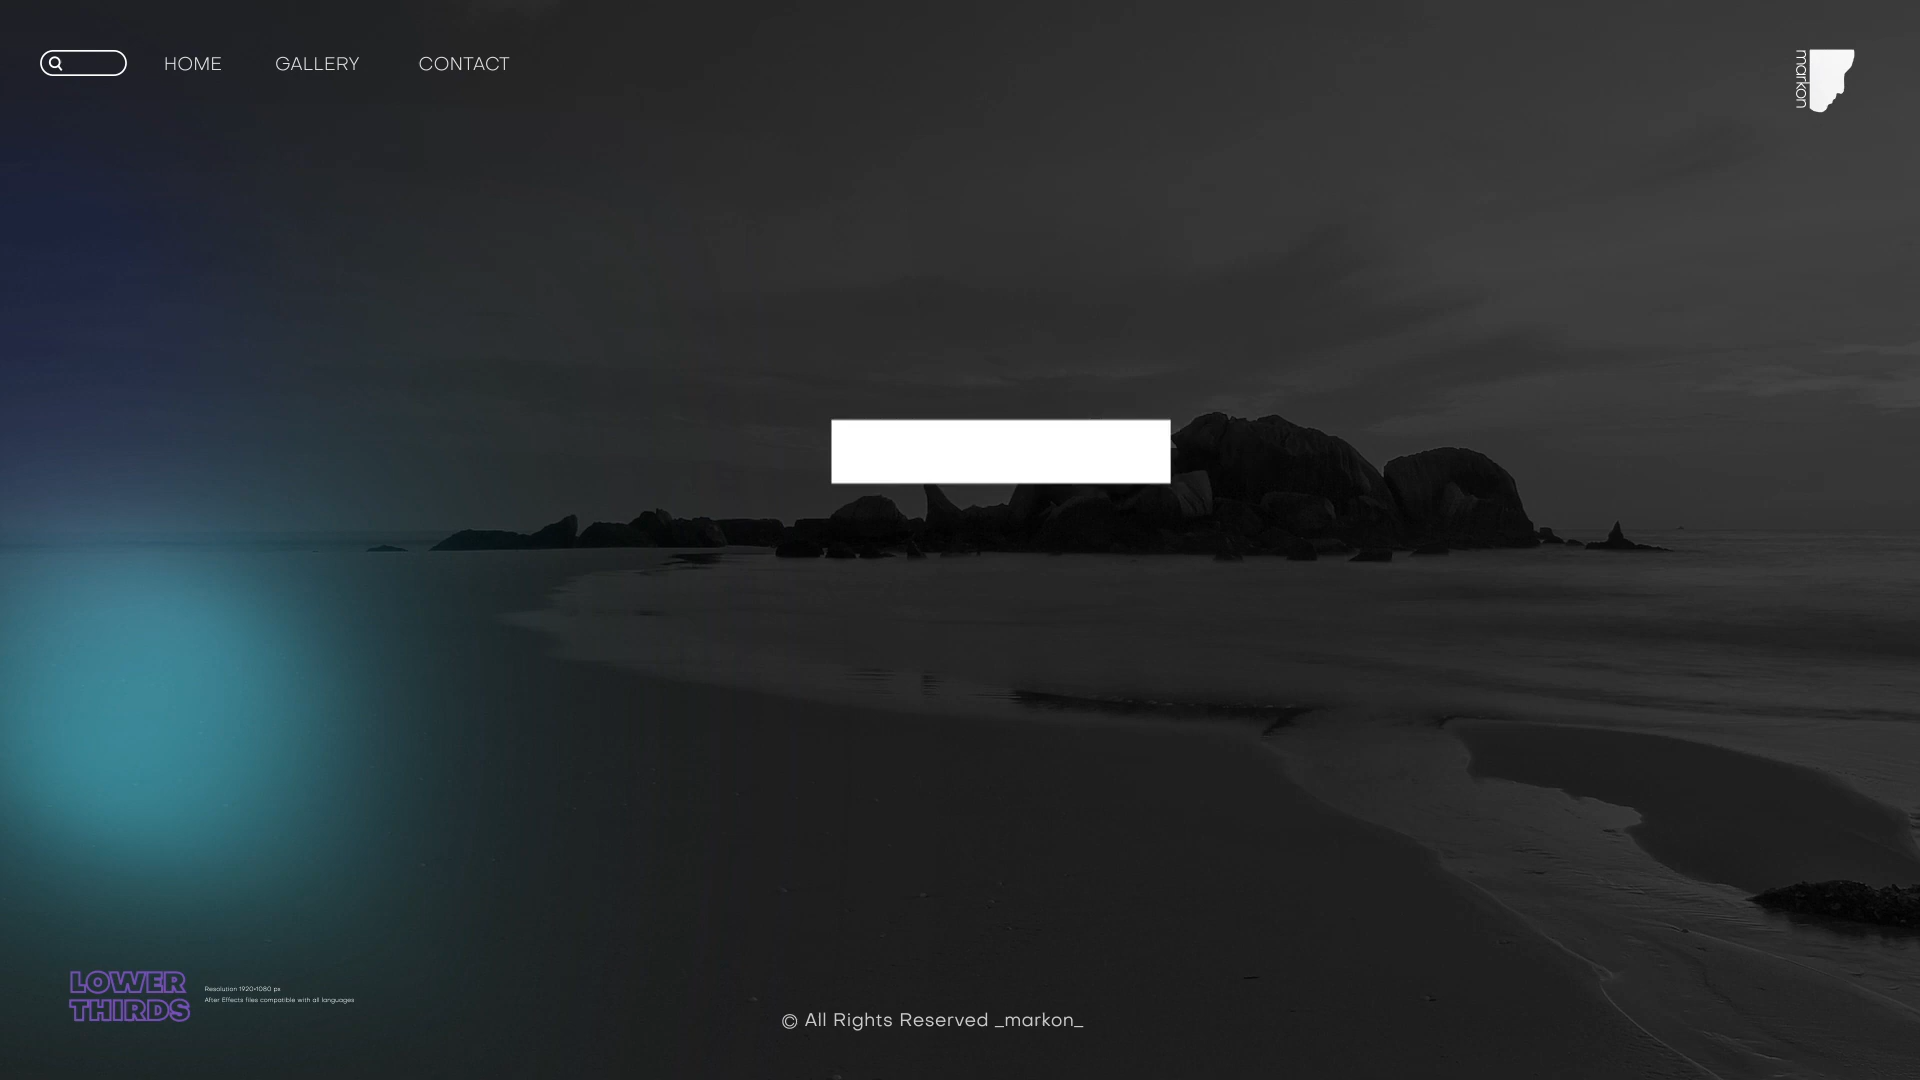 HOME GALLERY CONTACT
markon
LOWER
THIRDS
Resolution 1920×1080 px
After Effects files compatible with all languages
© All Rights Reserved _markon_